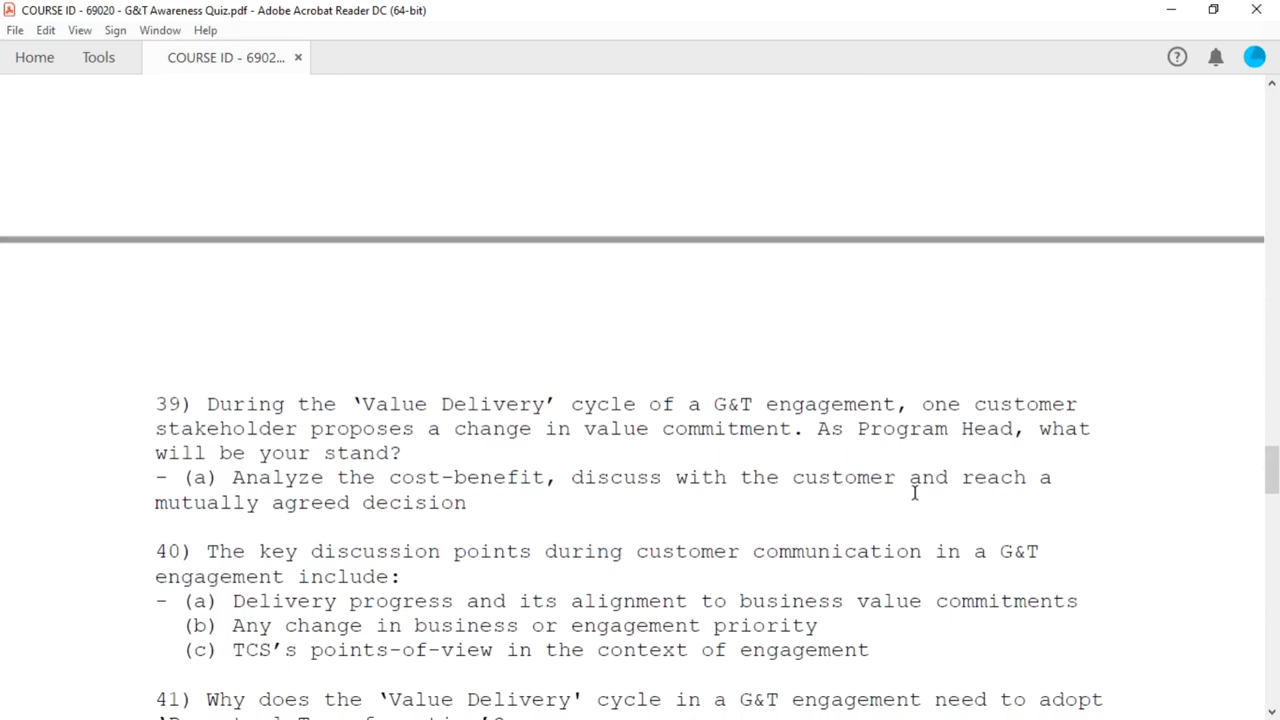 COURSE ID - 69020 - G&T Awareness Quiz.pdf - Adobe Acrobat Reader DC (64-bit)
File Edit View Sign Window Help
Home Tools COURSE ID - 6902... ×
39) During the ‘Value Delivery’ cycle of a G&T engagement, one customer
stakeholder proposes a change in value commitment. As Program Head, what
will be your stand?
- (a) Analyze the cost-benefit, discuss with the customer and reach a
mutually agreed decision
40) The key discussion points during customer communication in a G&T
engagement include:
- (a) Delivery progress and its alignment to business value commitments
(b) Any change in business or engagement priority
(c) TCS’s points-of-view in the context of engagement
41) Why does the ‘Value Delivery' cycle in a G&T engagement need to adopt